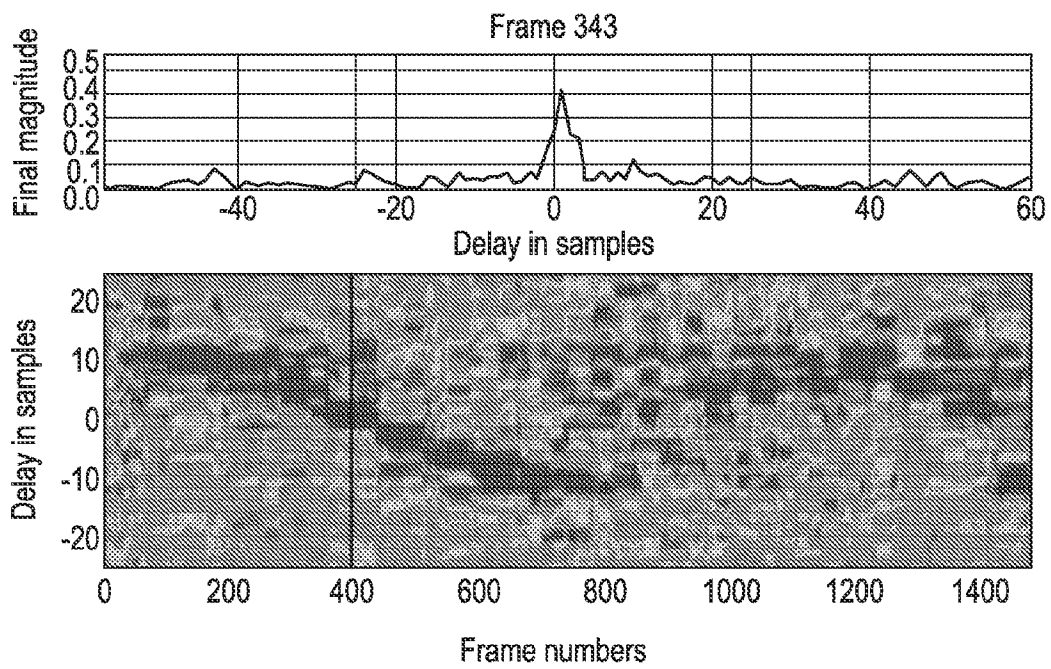 Frame 343
Final magnitude
0.5
0.4
0.3
0.2
0.1
0.0
-40 -20 0 20 40 60
Delay in samples
Delay in samples
20
10
0
-10
-20
0 200 400 600 800 1000 1200 1400
Frame numbers